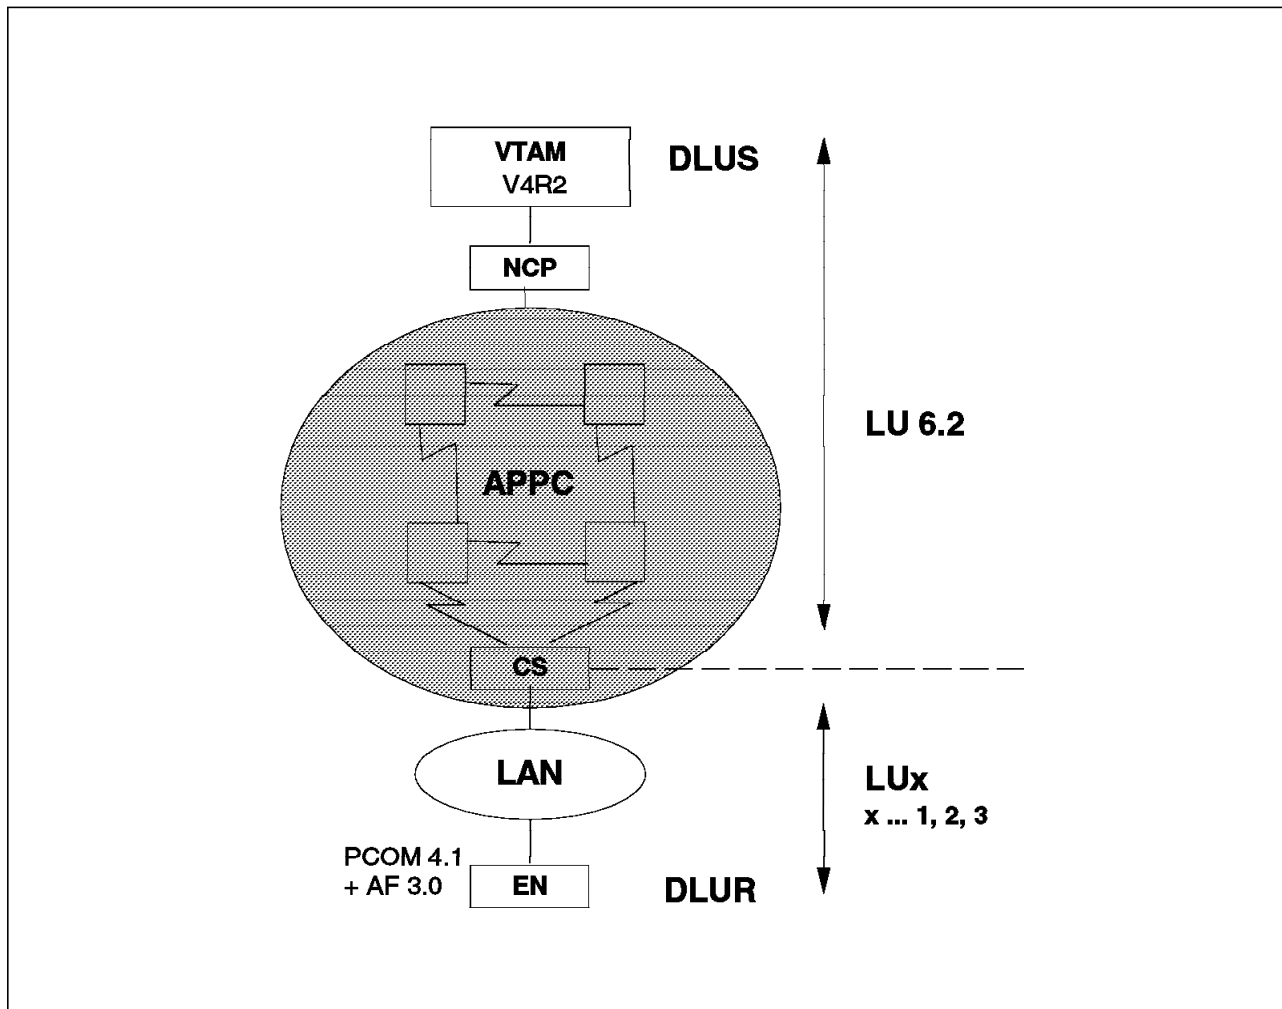 VTAM
V4R2
DLUS
NCP
LU 6.2
APPC
CS
LAN
LUx
x ... 1, 2, 3
PCOM 4.1
+ AF 3.0
EN
DLUR